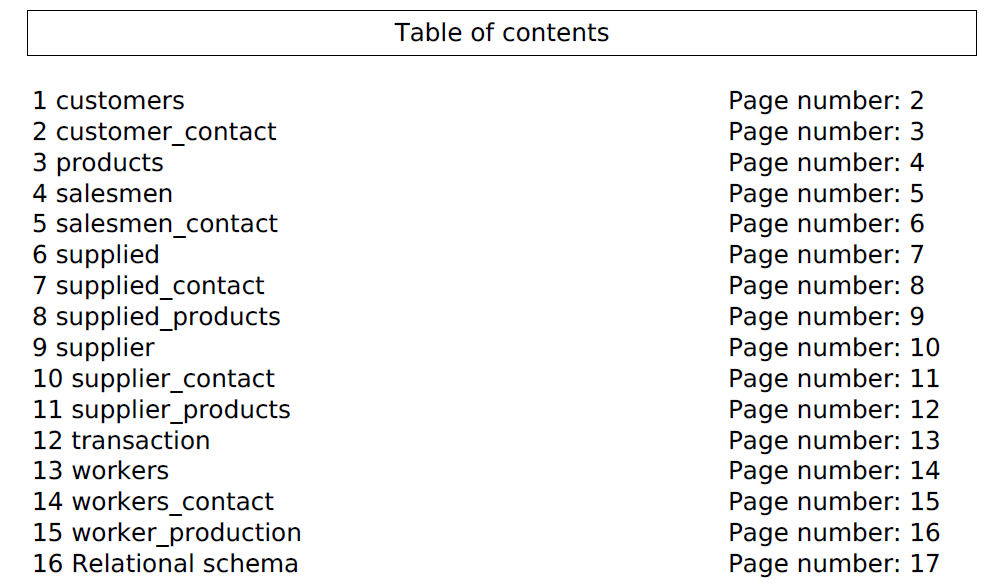 Table of contents
1 customers Page number: 2
2 customer_contact Page number: 3
3 products Page number: 4
4 salesmen Page number: 5
5 salesmen_contact Page number: 6
6 supplied Page number: 7
7 supplied_contact Page number: 8
8 supplied_products Page number: 9
9 supplier Page number: 10
10 supplier_contact Page number: 11
11 supplier_products Page number: 12
12 transaction Page number: 13
13 workers Page number: 14
14 workers_contact Page number: 15
15 worker_production Page number: 16
16 Relational schema Page number: 17